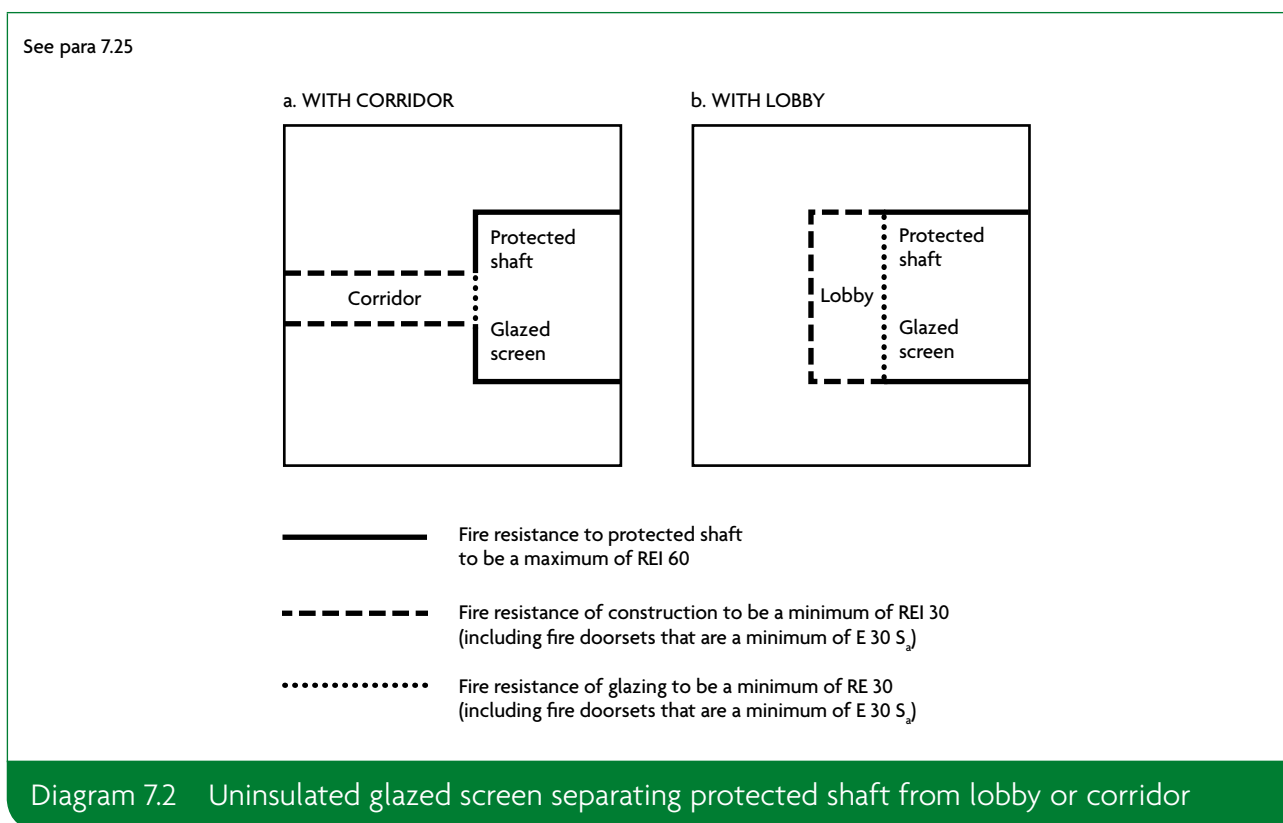 See para 7.25
a. WITH CORRIDOR
Protected
shaft
Corridor
Glazed
screen
b. WITH LOBBY
Protected
shaft
Lobby
Glazed
screen
Fire resistance to protected shaft
to be a maximum of REI 60
Fire resistance of construction to be a minimum of REI 30
(including fire doorsets that are a minimum of E 30 Sₐ)
Fire resistance of glazing to be a minimum of RE 30
(including fire doorsets that are a minimum of E 30 Sₐ)
Diagram 7.2 Uninsulated glazed screen separating protected shaft from lobby or corridor